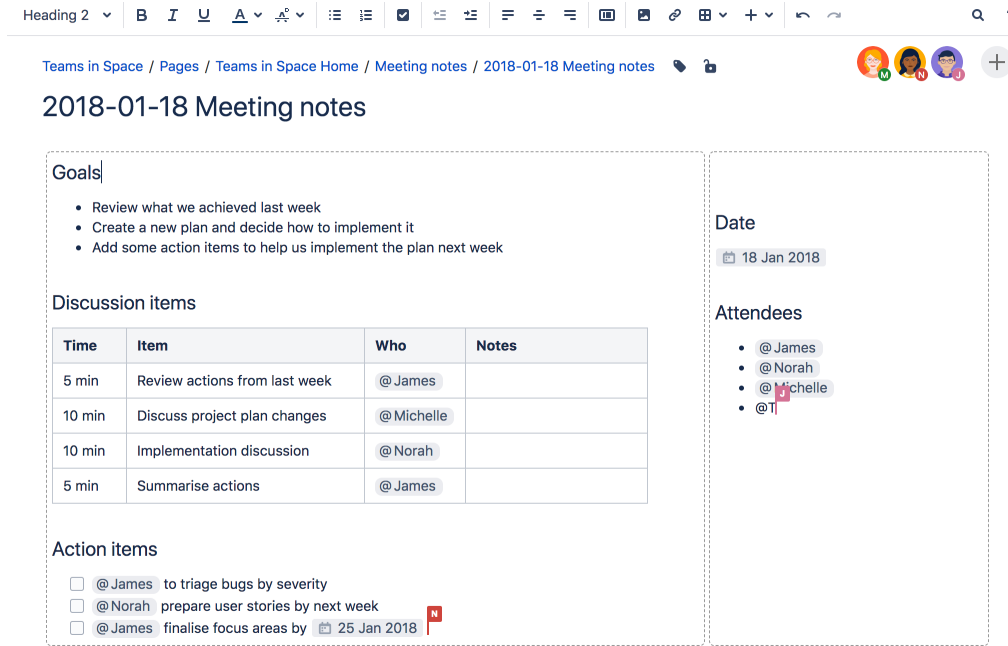 Heading 2 B I U A
Teams in Space / Pages / Teams in Space Home / Meeting notes / 2018-01-18 Meeting notes
M N J
2018-01-18 Meeting notes
Goals
• Review what we achieved last week
• Create a new plan and decide how to implement it
• Add some action items to help us implement the plan next week
Discussion items
Time Item Who Notes
5 min Review actions from last week @James
10 min Discuss project plan changes @Michelle
10 min Implementation discussion @Norah
5 min Summarise actions @James
Action items
@James to triage bugs by severity
@Norah prepare user stories by next week
N
@James finalise focus areas by 25 Jan 2018
Date
18 Jan 2018
Attendees
• @James
• @Norah
• @Michelle
J
• @T